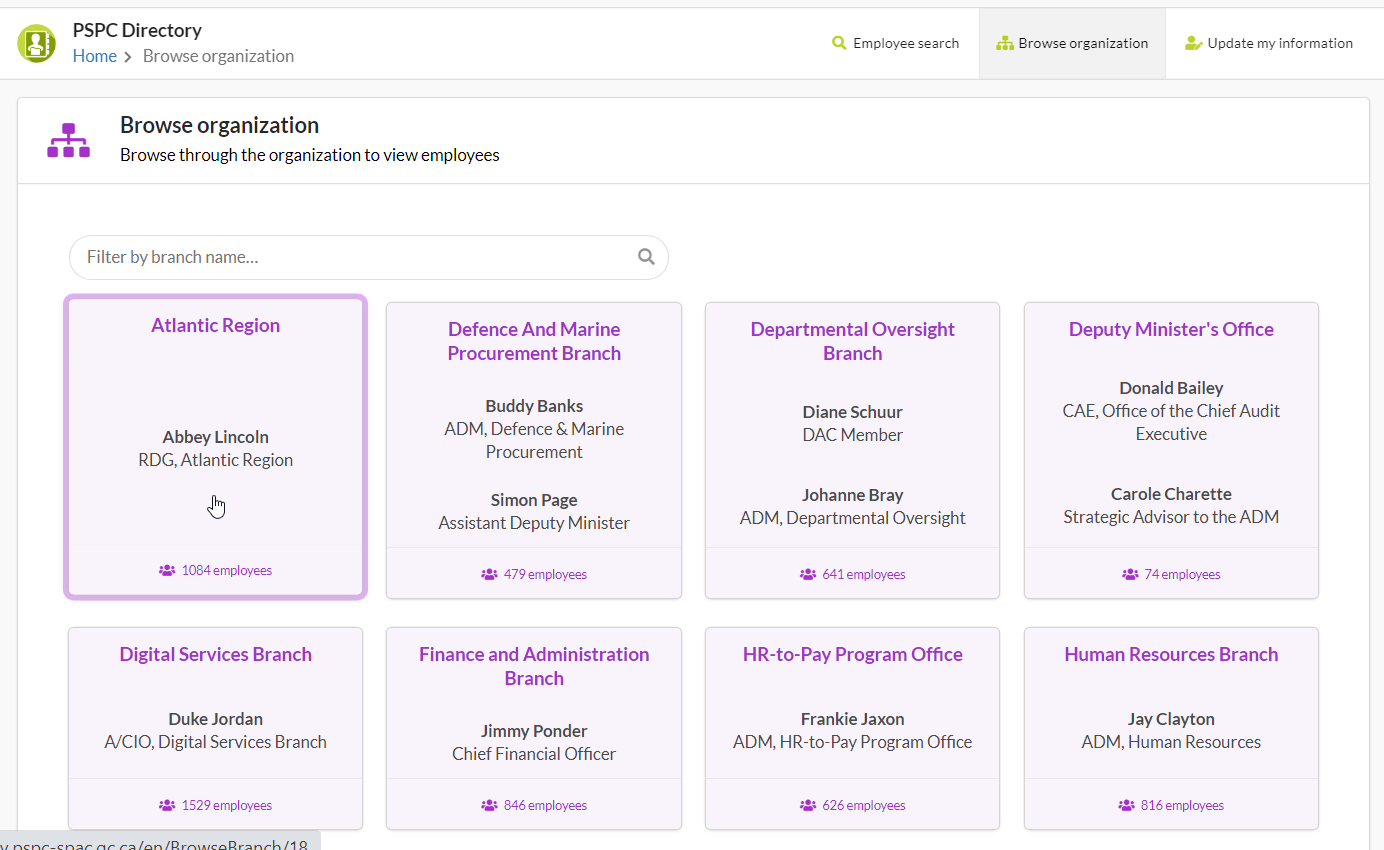 PSPC Directory
Home > Browse organization
Employee search
Browse organization
Update my information
Browse organization
Browse through the organization to view employees
Filter by branch name...
Atlantic Region
Abbey Lincoln
RDG, Atlantic Region
1084 employees
Defence And Marine
Procurement Branch
Buddy Banks
ADM, Defence & Marine
Procurement
Simon Page
Assistant Deputy Minister
479 employees
Departmental Oversight
Branch
Diane Schuur
DAC Member
Johanne Bray
ADM, Departmental Oversight
641 employees
Deputy Minister's Office
Donald Bailey
CAE, Office of the Chief Audit
Executive
Carole Charette
Strategic Advisor to the ADM
74 employees
Digital Services Branch
Duke Jordan
A/CIO, Digital Services Branch
1529 employees
Finance and Administration
Branch
Jimmy Ponder
Chief Financial Officer
846 employees
HR-to-Pay Program Office
Frankie Jaxon
ADM, HR-to-Pay Program Office
626 employees
Human Resources Branch
Jay Clayton
ADM, Human Resources
816 employees
y.pspc-spac.gc.ca/en/BrowseBranch/18